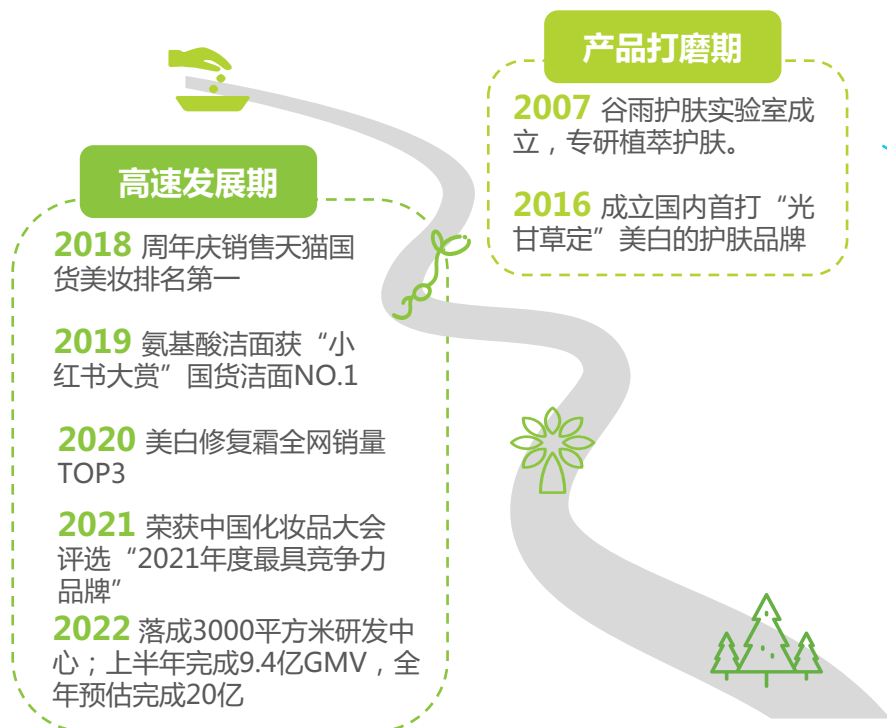 产品打磨期
2007 谷雨护肤实验室成
立，专研植萃护肤。
2016 成立国内首打“光
甘草定”美白的护肤品牌
高速发展期
2018 周年庆销售天猫国
货美妆排名第一
2019 氨基酸洁面获“小
红书大赏”国货洁面NO.1
2020 美白修复霜全网销量
TOP3
2021 荣获中国化妆品大会
评选“2021年度最具竞争力
品牌”
2022 落成3000平方米研发中
心；上半年完成9.4亿GMV，全
年预估完成20亿